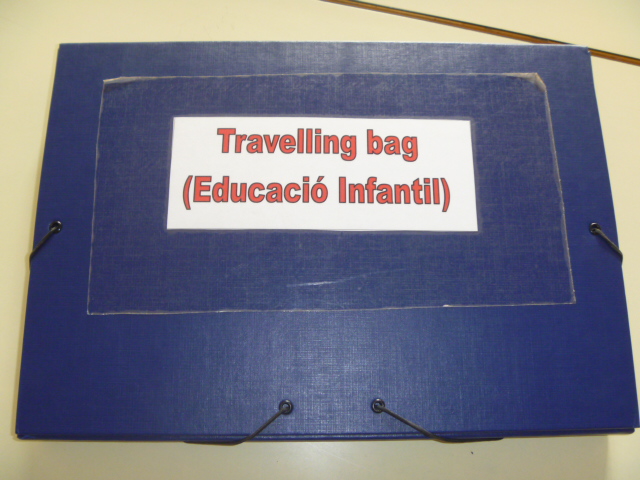 Travelling bag
(Educació Infantil)